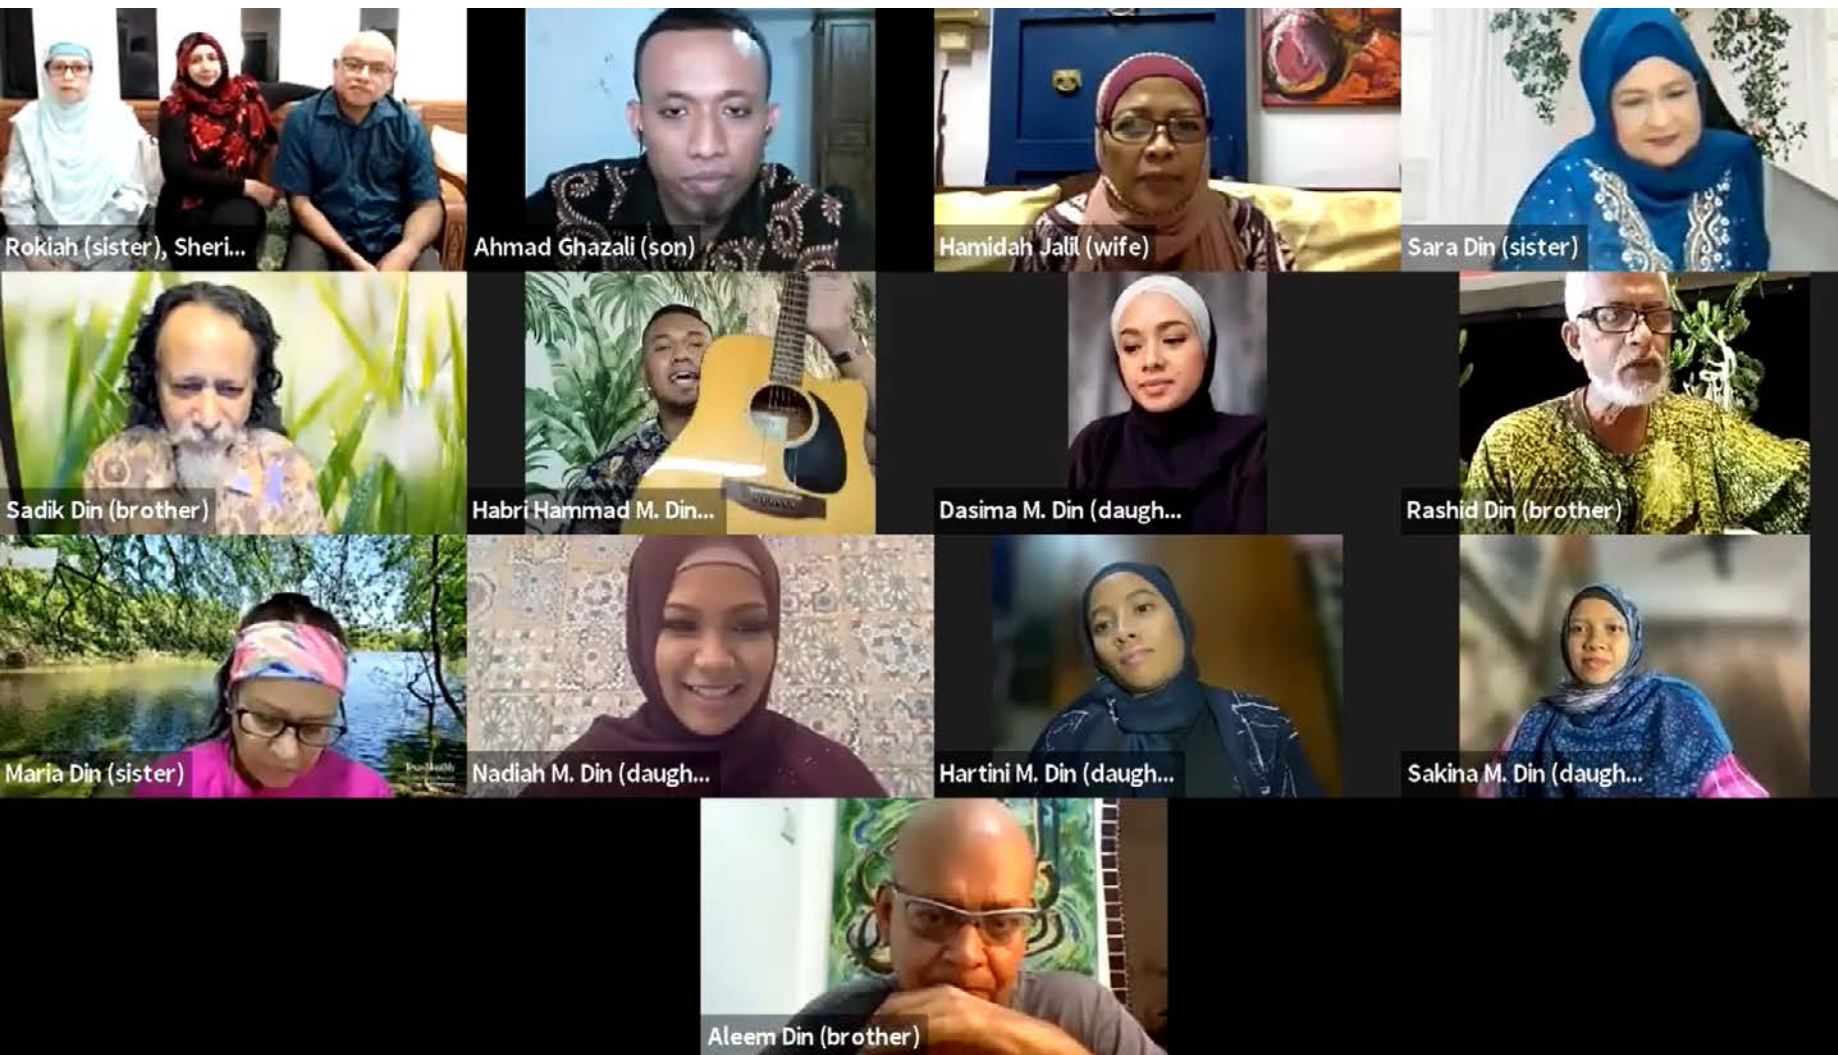 Rokiah (sister), Sheri...
Ahmad Ghazali (son)
Hamidah Jalil (wife)
Sara Din (sister)
Sadik Din (brother)
Habri Hammad M. Din...
Dasima M. Din (daugh...
Rashid Din (brother)
Maria Din (sister)
Nadiah M. Din (daugh...
Hartini M. Din (daugh...
Sakina M. Din (daugh...
Aleem Din (brother)